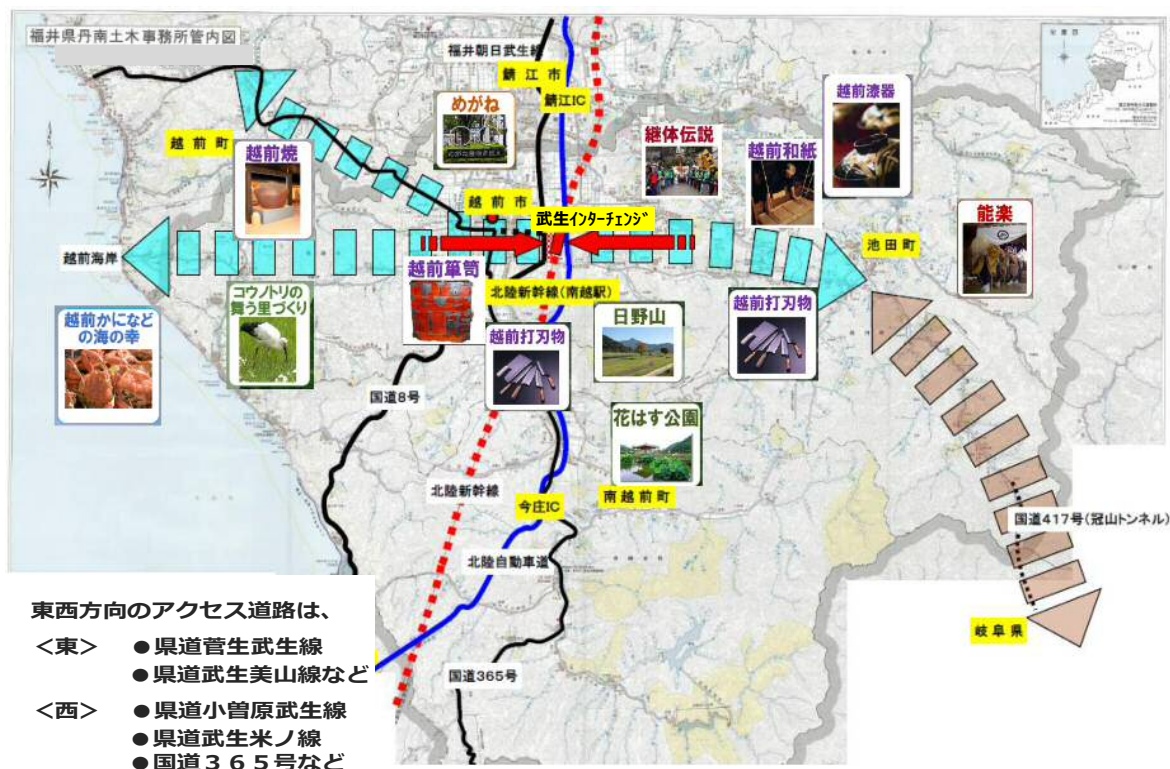 福井県丹南土木事務所管内図
福井朝日武生線
鯖江市
鯖江IC
めがね
越前漆器
越前町
越前焼
継体伝説
越前和紙
越前市
武生ｲﾝﾀｰﾁｪﾝｼﾞ
能楽
池田町
越前海岸
越前箪笥
コウノトリの
舞う里づくり
北陸新幹線(南越駅)
越前かになど
の海の幸
越前打刃物
日野山
越前打刃物
国道8号
花はす公園
北陸新幹線
今庄IC
南越前町
国道417号(冠山トンネル)
北陸自動車道
岐阜県
国道365号
東西方向のアクセス道路は、
＜東＞ ●県道菅生武生線
●県道武生美山線など
＜西＞ ●県道小曽原武生線
●県道武生米ノ線
●国道３６５号など